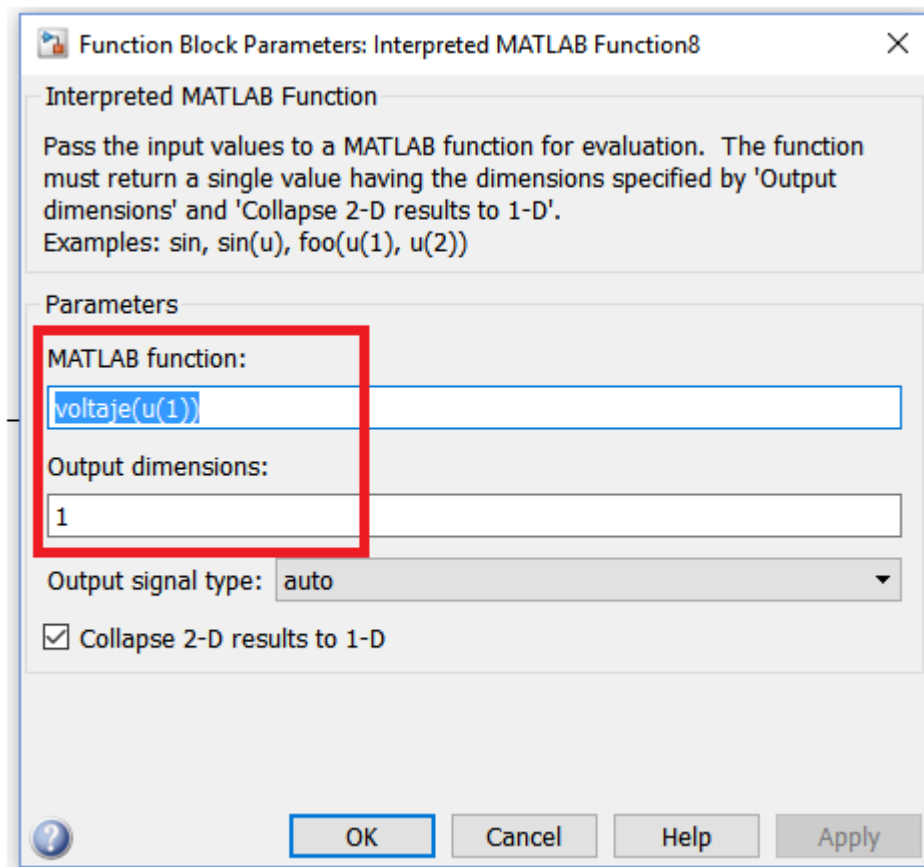 Function Block Parameters: Interpreted MATLAB Function8
Interpreted MATLAB Function
Pass the input values to a MATLAB function for evaluation. The function
must return a single value having the dimensions specified by 'Output
dimensions' and 'Collapse 2-D results to 1-D'.
Examples: sin, sin(u), foo(u(1), u(2))
Parameters
MATLAB function:
voltaje(u(1))
Output dimensions:
1
Output signal type: auto
Collapse 2-D results to 1-D
? OK Cancel Help Apply